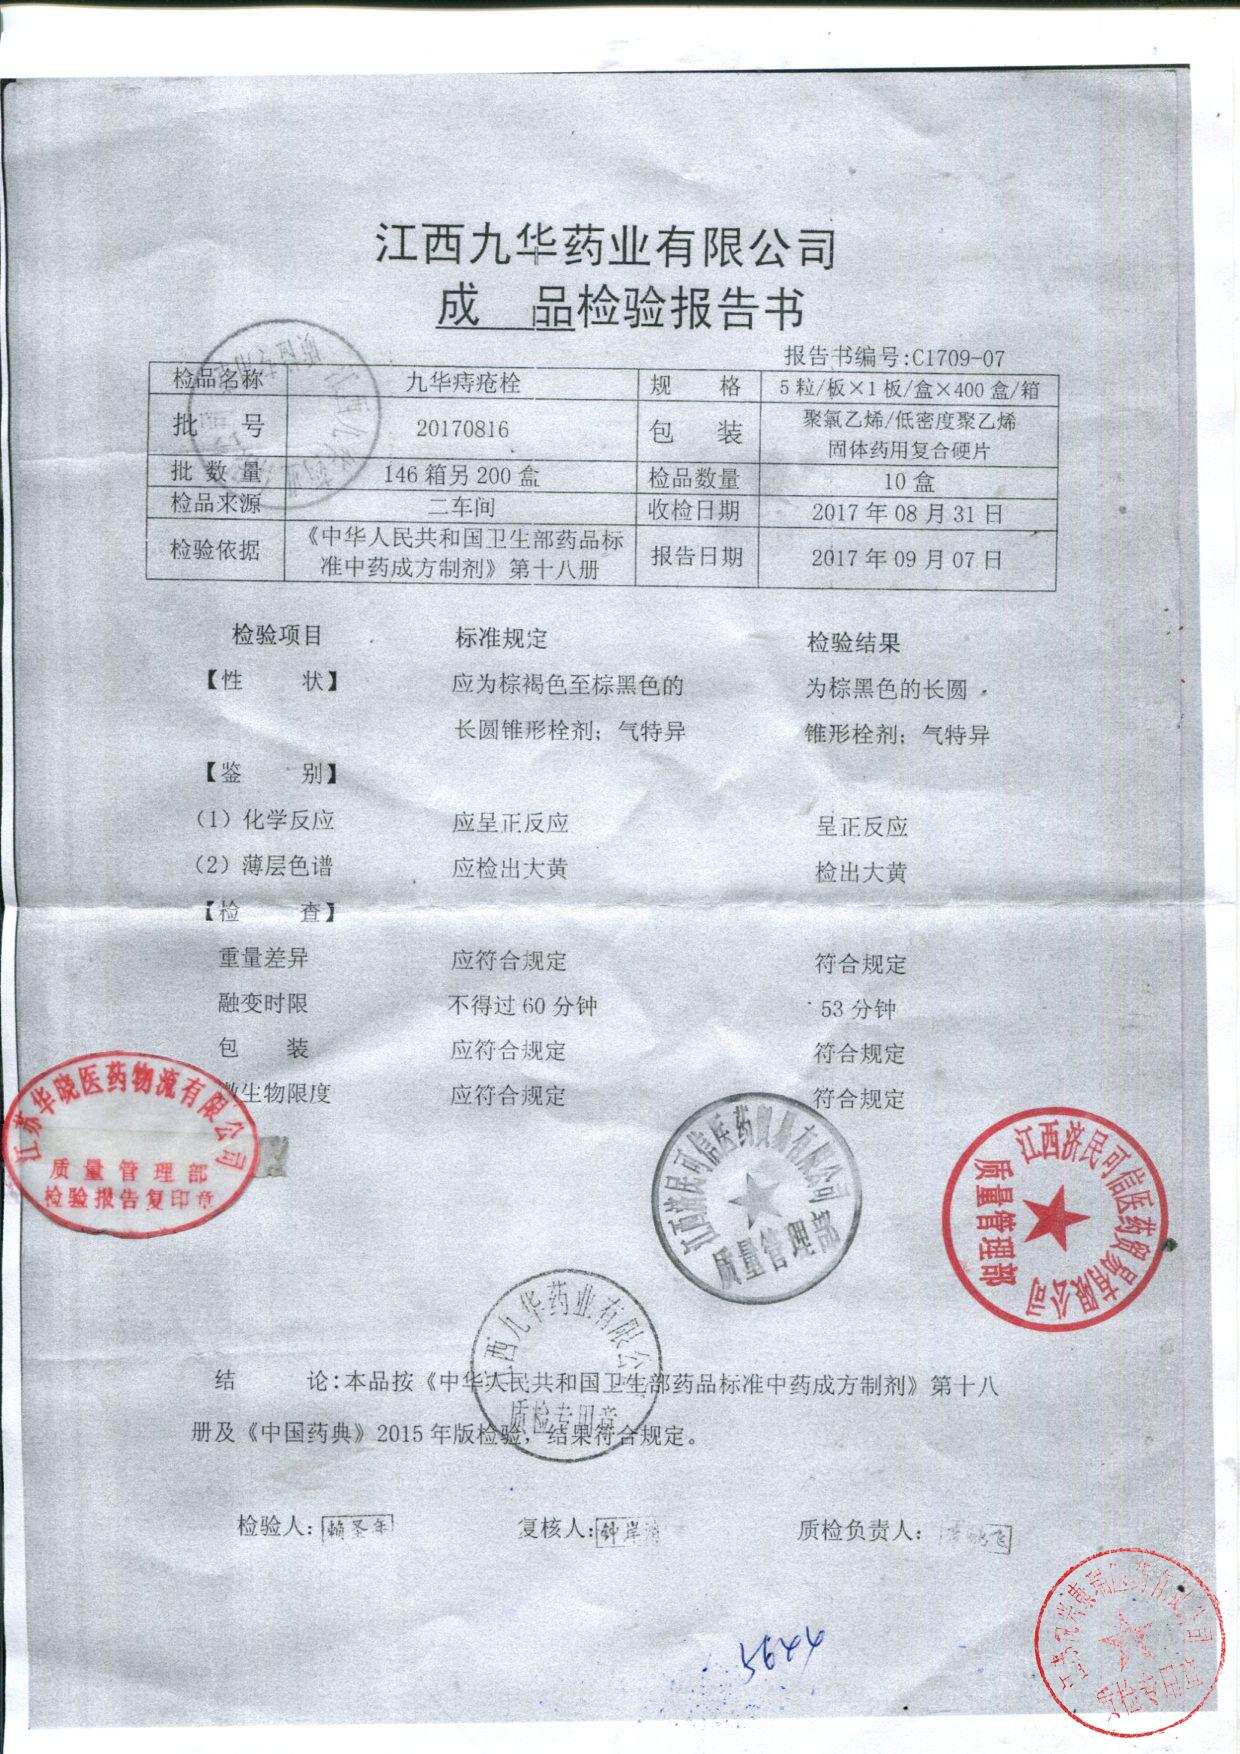 江西九华药业有限公司
成 品检验报告书
报告书编号:C1709-07
检品名称 九华痔疮栓 规 格 5粒/板×1板/盒×400盒/箱
批 号 20170816 包 装 聚氯乙烯/低密度聚乙烯
固体药用复合硬片
批 数 量 146箱另200盒 检品数量 10盒
检品来源 二车间 收检日期 2017年08月31日
检验依据 《中华人民共和国卫生部药品标
准中药成方制剂》第十八册 报告日期 2017年09月07日
检验项目 标准规定 检验结果
【性 状】 应为棕褐色至棕黑色的 为棕黑色的长圆
长圆锥形栓剂；气特异 锥形栓剂；气特异
【鉴 别】
(1)化学反应 应呈正反应 呈正反应
(2)薄层色谱 应检出大黄 检出大黄
【检 查】
重量差异 应符合规定 符合规定
融变时限 不得过60分钟 53分钟
包 装 应符合规定 符合规定
微生物限度 应符合规定 符合规定
江苏华晓医药物流有限公司
质量管理部
检验报告复印章
江西济民可信医药贸易有限公司
质量管理部
江西济民可信医药贸易有限公司
质量管理部
江西九华药业有限公司
质检专用章
结 论:本品按《中华人民共和国卫生部药品标准中药成方制剂》第十八
册及《中国药典》2015年版检验，结果符合规定。
检验人: 赖圣年 复核人: 钟岸 质检负责人: 飞
5644